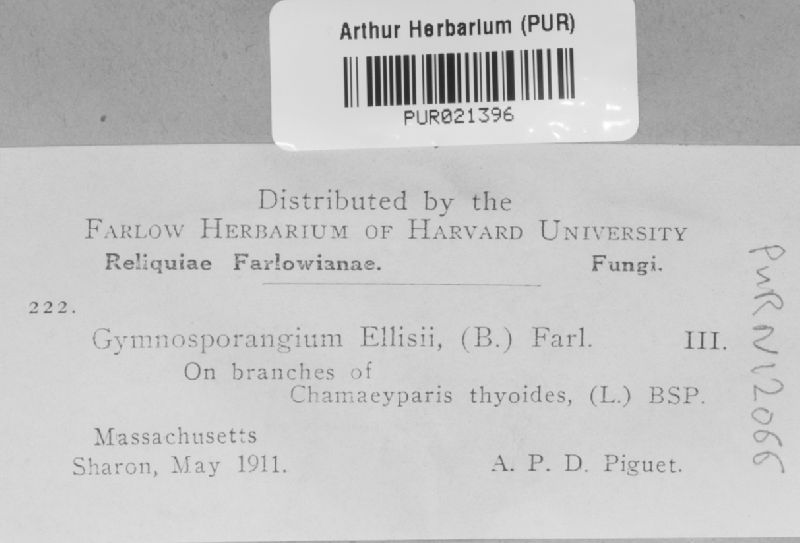 Arthur Herbarium (PUR)
PUR021396
Distributed by the
FARLOW HERBARIUM OF HARVARD UNIVERSITY
Reliquiae Farlowianae. Fungi.
222.
Gymnosporangium Ellisii, (B.) Farl. III.
On branches of
Chamaeyparis thyoides, (L.) BSP.
Massachusetts
Sharon, May 1911. A. P. D. Piguet.
PUR N12066